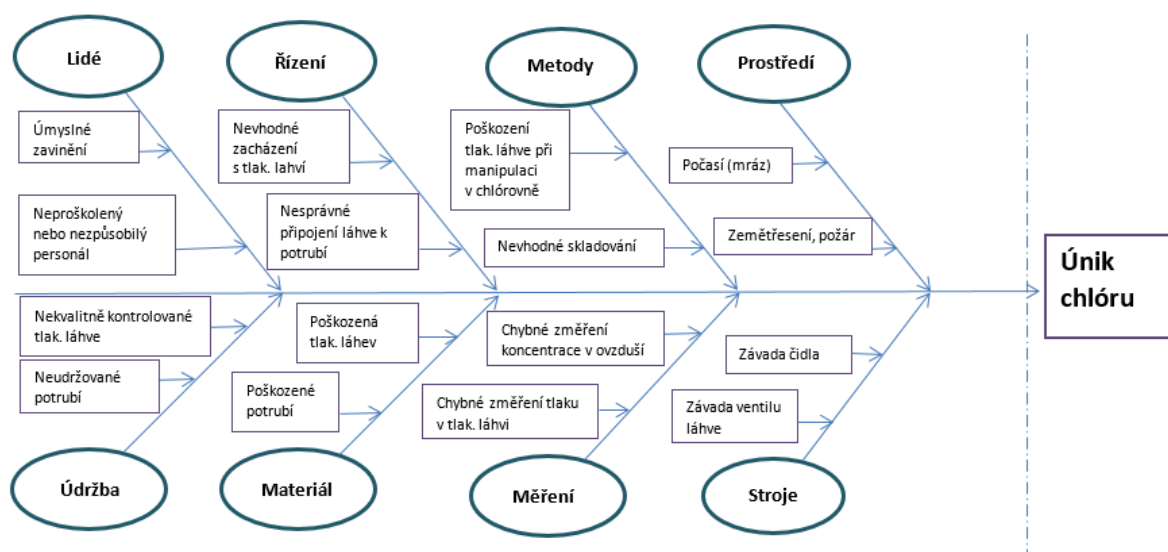 Lidé
Řízení
Metody
Prostředí
Úmyslné
zavinění
Nevhodné
zacházení
s tlak. lahví
Poškození
tlak. láhve při
manipulaci
v chlórovně
Počasí (mráz)
Neproškolený
nebo nezpůsobilý
personál
Nesprávné
připojení láhve k
potrubí
Nevhodné skladování
Zemětřesení, požár
Únik
chlóru
Nekvalitně kontrolované
tlak. láhve
Poškozená
tlak. láhev
Chybné změření
koncentrace v ovzduší
Závada čidla
Neudržované
potrubí
Poškozené
potrubí
Chybné změření tlaku
v tlak. láhvi
Závada ventilu
láhve
Údržba
Materiál
Měření
Stroje